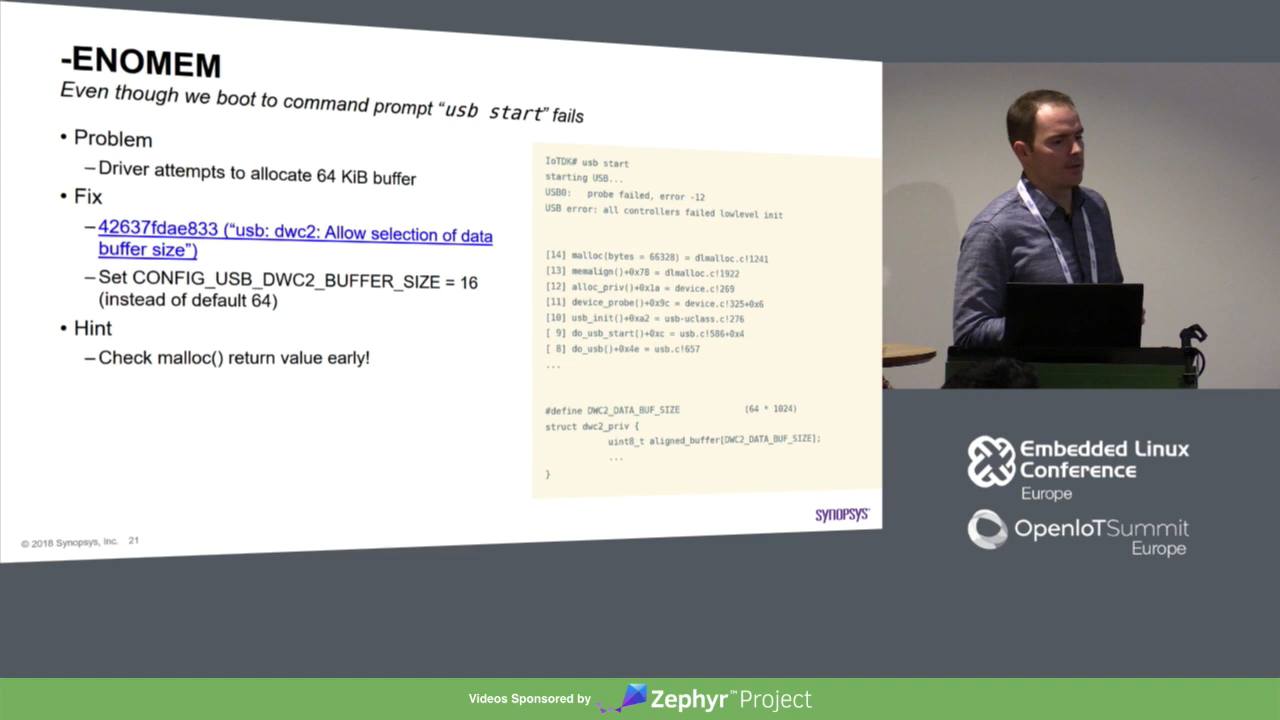 -ENOMEM
Even though we boot to command prompt “usb start” fails
• Problem
– Driver attempts to allocate 64 KiB buffer
• Fix
– 42637fdae833 (“usb: dwc2: Allow selection of data
buffer size”)
– Set CONFIG_USB_DWC2_BUFFER_SIZE = 16
(instead of default 64)
• Hint
– Check malloc() return value early!
IoTDK# usb start
starting USB...
USB0: probe failed, error -12
USB error: all controllers failed lowlevel init
[14] malloc(bytes = 66328) = dlmalloc.c!1241
[13] memalign()+0x78 = dlmalloc.c!1922
[12] alloc_priv()+0x1a = device.c!269
[11] device_probe()+0x9c = device.c!325+0x6
[10] usb_init()+0xa2 = usb-uclass.c!276
[ 9] do_usb_start()+0xc = usb.c!586+0x4
[ 8] do_usb()+0x4e = usb.c!657
...
#define DWC2_DATA_BUF_SIZE (64 * 1024)
struct dwc2_priv {
uint8_t aligned_buffer[DWC2_DATA_BUF_SIZE];
...
}
© 2018 Synopsys, Inc. 21
SYNOPSYS®
Embedded Linux
Conference
Europe
OpenIoTSummit
Europe
Videos Sponsored by Zephyr™Project